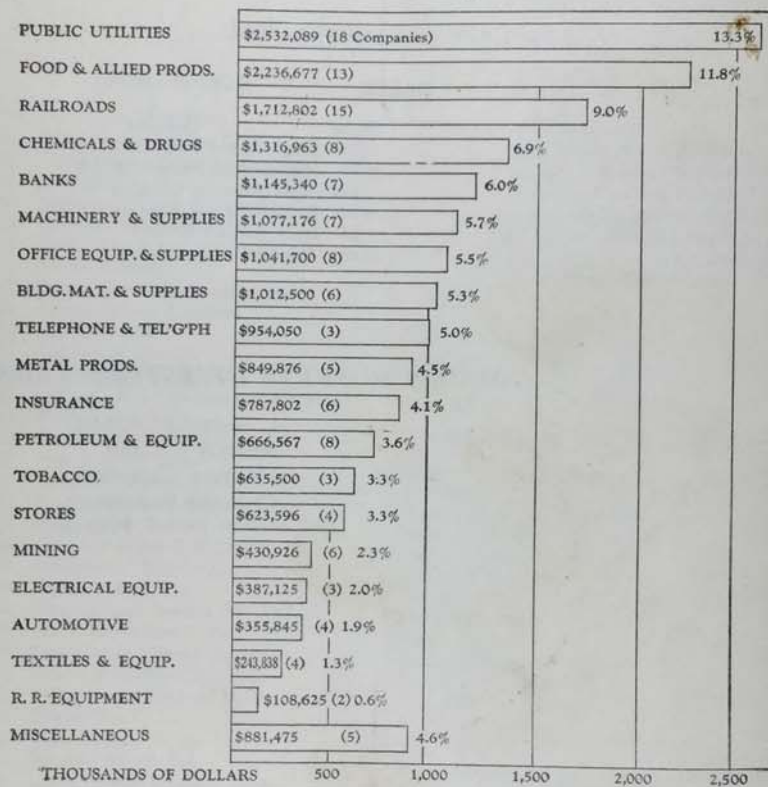 PUBLIC UTILITIES $2,532,089 (18 Companies) 13.3%
FOOD & ALLIED PRODS. $2,236,677 (13) 11.8%
RAILROADS $1,712,802 (15) 9.0%
CHEMICALS & DRUGS $1,316,963 (8) 6.9%
BANKS $1,145,340 (7) 6.0%
MACHINERY & SUPPLIES $1,077,176 (7) 5.7%
OFFICE EQUIP. & SUPPLIES $1,041,700 (8) 5.5%
BLDG. MAT. & SUPPLIES $1,012,500 (6) 5.3%
TELEPHONE & TEL'G'PH $954,050 (3) 5.0%
METAL PRODS. $849,876 (5) 4.5%
INSURANCE $787,802 (6) 4.1%
PETROLEUM & EQUIP. $666,567 (8) 3.6%
TOBACCO $635,500 (3) 3.3%
STORES $623,596 (4) 3.3%
MINING $430,926 (6) 2.3%
ELECTRICAL EQUIP. $387,125 (3) 2.0%
AUTOMOTIVE $355,845 (4) 1.9%
TEXTILES & EQUIP. $243,838 (4) 1.3%
R. R. EQUIPMENT $108,625 (2) 0.6%
MISCELLANEOUS $881,475 (5) 4.6%
THOUSANDS OF DOLLARS 500 1,000 1,500 2,000 2,500